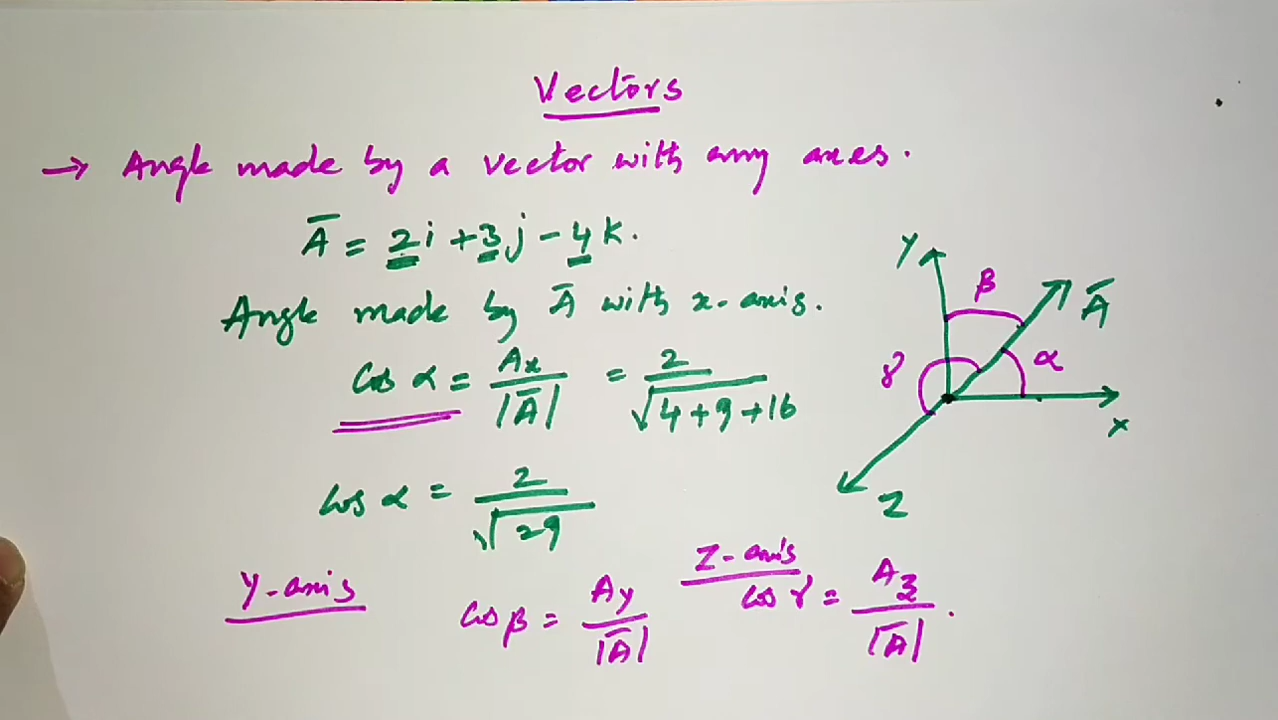 Vectors
→ Angle made by a vector with any axes.
A̅ = 2i + 3j - 4k.
Angle made by A̅ with x-axis.
Cos α = Ax/|A̅| = 2/√4+9+16
Cos α = 2/√29
Y-axis
Cos β = Ay/|A̅|
Z-axis
Cos γ = Az/|A̅|.
Y
β
A̅
γ
α
X
Z